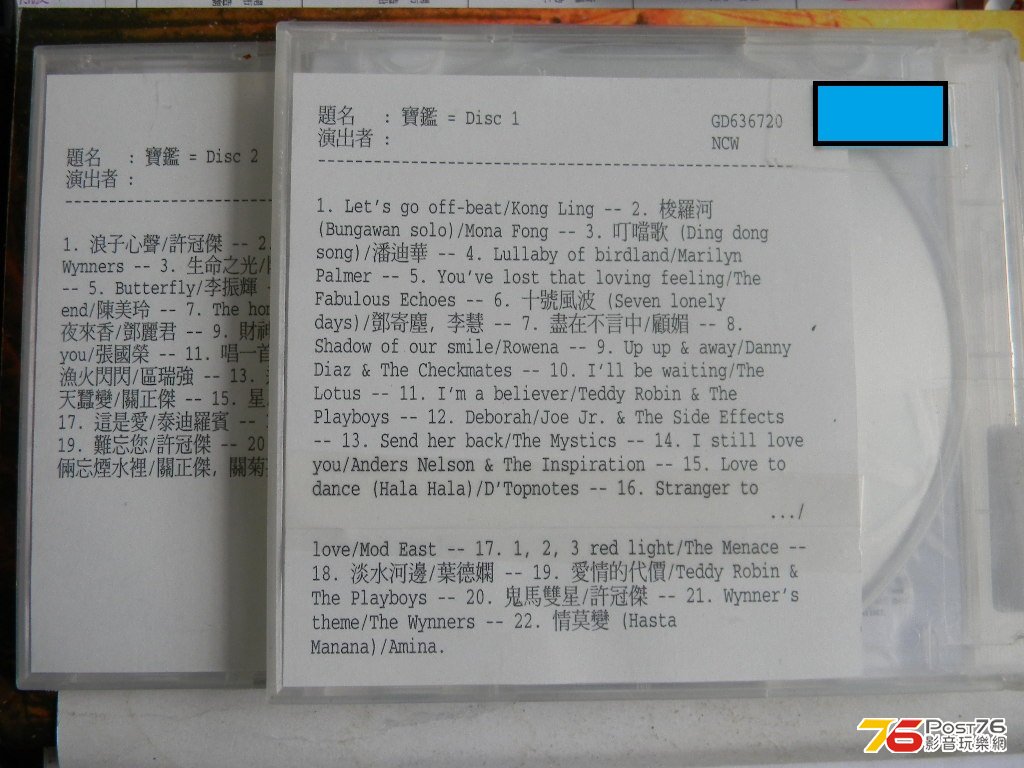 題名 : 寶鑑 = Disc 1
GD636720
演出者 :
NCW
1. Let's go off-beat/Kong Ling -- 2. 梭羅河
(Bungawan solo)/Mona Fong -- 3. 叮噹歌 (Ding dong
song)/潘迪華 -- 4. Lullaby of birdland/Marilyn
Palmer -- 5. You've lost that loving feeling/The
Fabulous Echoes -- 6. 十號風波 (Seven lonely
days)/鄧寄塵, 李慧 -- 7. 盡在不言中/顧媚 -- 8.
Shadow of our smile/Rowena -- 9. Up up & away/Danny
Diaz & The Checkmates -- 10. I'll be waiting/The
Lotus -- 11. I'm a believer/Teddy Robin & The
Playboys -- 12. Deborah/Joe Jr. & The Side Effects
-- 13. Send her back/The Mystics -- 14. I still love
you/Anders Nelson & The Inspiration -- 15. Love to
dance (Hala Hala)/D'Topnotes -- 16. Stranger to
.../
love/Mod East -- 17. 1, 2, 3 red light/The Menace --
18. 淡水河邊/葉德嫻 -- 19. 愛情的代價/Teddy Robin &
The Playboys -- 20. 鬼馬雙星/許冠傑 -- 21. Wynner's
theme/The Wynners -- 22. 情莫變 (Hasta
Manana)/Amina.
題名 : 寶鑑 = Disc 2
演出者 :
1. 浪子心聲/許冠傑 -- 2.
Wynners -- 3. 生命之光/
-- 5. Butterfly/李振輝
end/陳美玲 -- 7. The
夜來香/鄧麗君 -- 9. 財神
you/張國榮 -- 11. 唱一首
漁火閃閃/區瑞強 -- 13.
天蠶變/關正傑 -- 15. 星
17. 這是愛/泰迪羅賓 --
19. 難忘您/許冠傑 -- 20
倆忘煙水裡/關正傑, 關菊
76 POST76
影音玩樂網